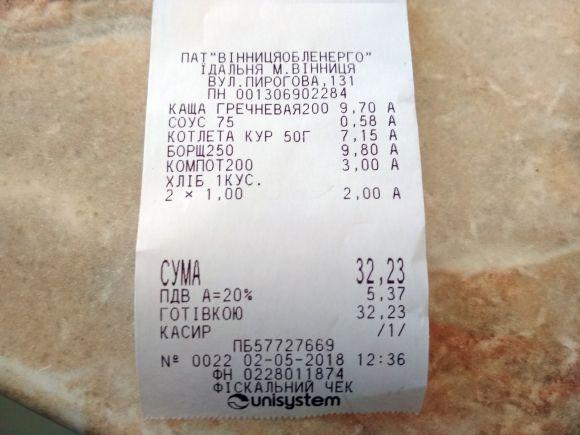 ПАТ"ВІННИЦЯОБЛЕНЕРГО"
ЇДАЛЬНЯ М.ВІННИЦЯ
ВУЛ.ПИРОГОВА,131
ПН 001306902284
КАЩА ГРЕЧНЕВАЯ200 9,70 А
СОУС 75 0,58 А
КОТЛЕТА КУР 50Г 7,15 А
БОРЩ250 9,80 А
КОМПОТ200 3,00 А
ХЛІБ 1КУС.
2 × 1,00 2,00 А
СУМА 32,23
ПДВ А=20% 5,37
ГОТІВКОЮ 32,23
КАСИР /1/
ПБ57727669
№ 0022 02-05-2018 12:36
ФН 0228011874
ФІСКАЛЬНИЙ ЧЕК
unisystem